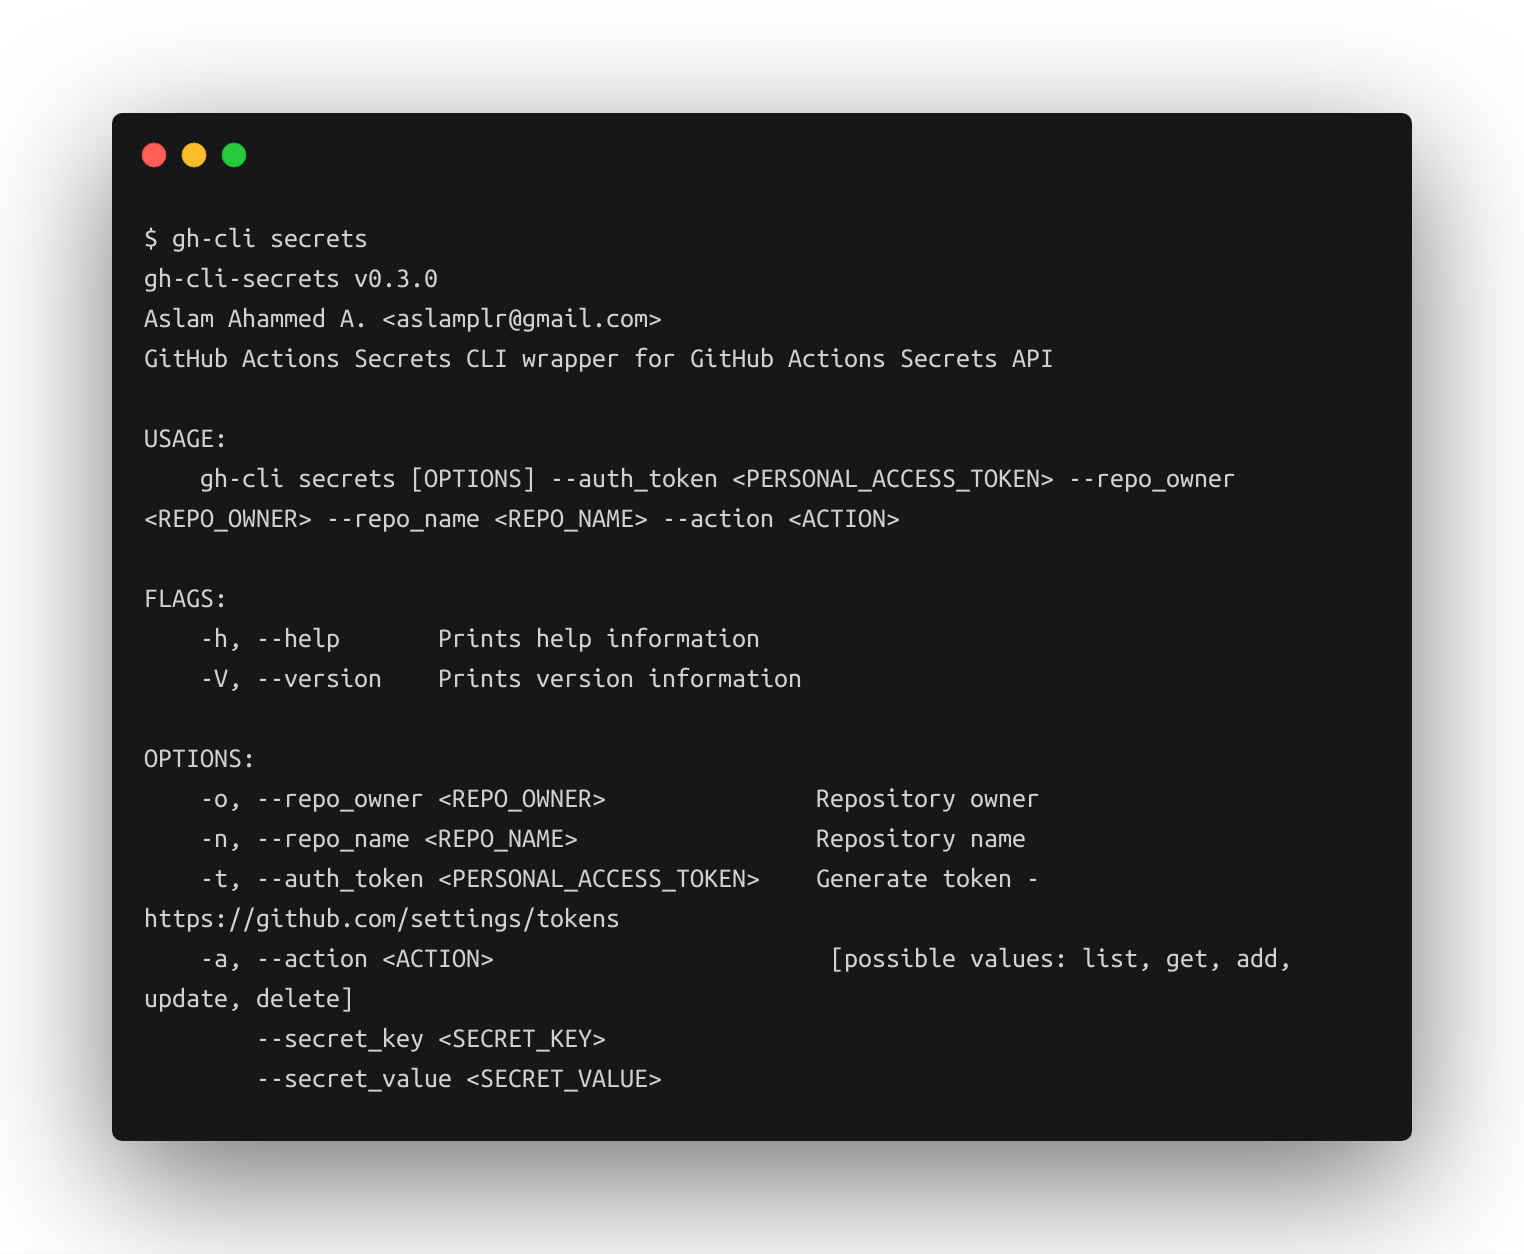 $ gh-cli secrets
gh-cli-secrets v0.3.0
Aslam Ahammed A. <aslamplr@gmail.com>
GitHub Actions Secrets CLI wrapper for GitHub Actions Secrets API

USAGE:
    gh-cli secrets [OPTIONS] --auth_token <PERSONAL_ACCESS_TOKEN> --repo_owner
<REPO_OWNER> --repo_name <REPO_NAME> --action <ACTION>

FLAGS:
    -h, --help       Prints help information
    -V, --version    Prints version information

OPTIONS:
    -o, --repo_owner <REPO_OWNER>               Repository owner
    -n, --repo_name <REPO_NAME>                 Repository name
    -t, --auth_token <PERSONAL_ACCESS_TOKEN>    Generate token -
https://github.com/settings/tokens
    -a, --action <ACTION>                        [possible values: list, get, add,
update, delete]
        --secret_key <SECRET_KEY>
        --secret_value <SECRET_VALUE>